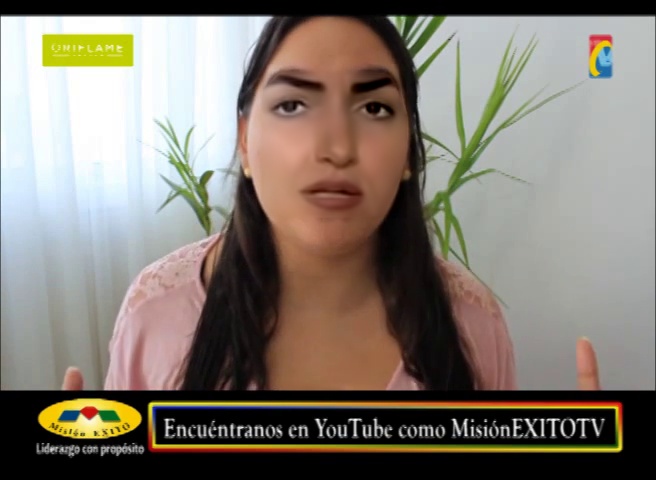 ORIFLAME
Misión EXITO
Liderazgo con propósito
Encuéntranos en YouTube como MisiónEXITOTV